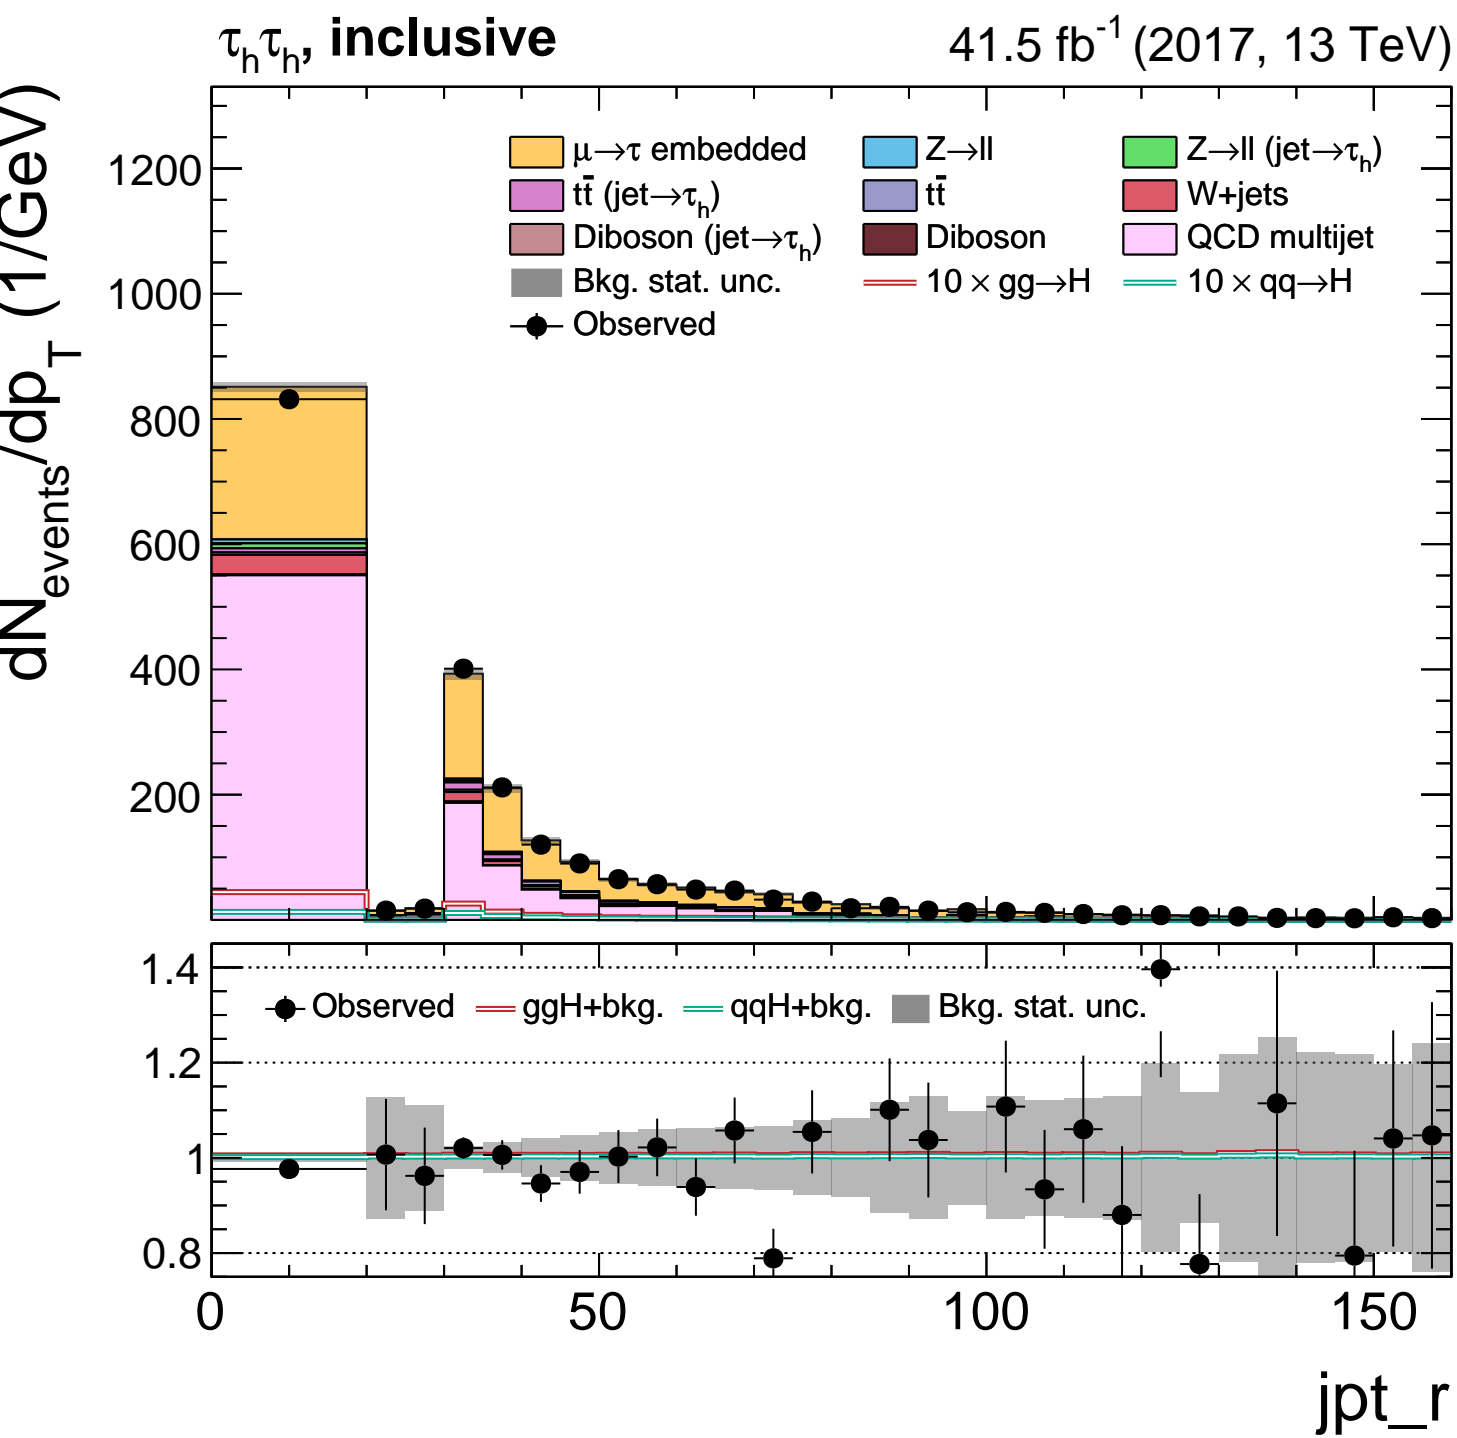 τhτh, inclusive 41.5 fb-1 (2017, 13 TeV)
dNevents/dpT (1/GeV)
1200
1000
800
600
400
200
μ→τ embedded Z→ll Z→ll (jet→τh)
tt̄ (jet→τh) tt̄ W+jets
Diboson (jet→τh) Diboson QCD multijet
Bkg. stat. unc. 10 × gg→H 10 × qq→H
Observed
1.4
1.2
1
0.8
Observed ggH+bkg. qqH+bkg. Bkg. stat. unc.
0 50 100 150
jpt_r